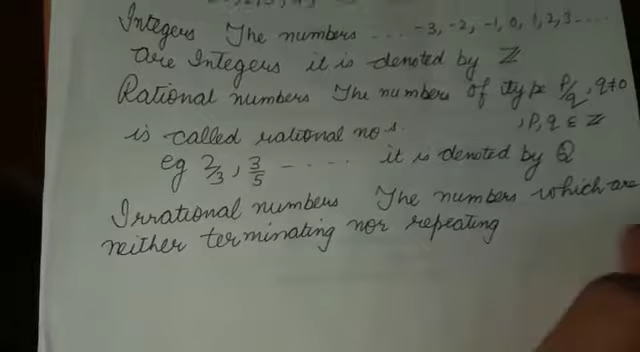 Integers The numbers ... -3, -2, -1, 0, 1, 2, 3 ....
are Integers it is denoted by Z
Rational numbers The numbers of type P/q, q≠0
, P, q ε Z
is called rational no s.
eg 2/3, 3/5 - . . . . it is denoted by Q
Irrational numbers The numbers which are
neither terminating nor repeating